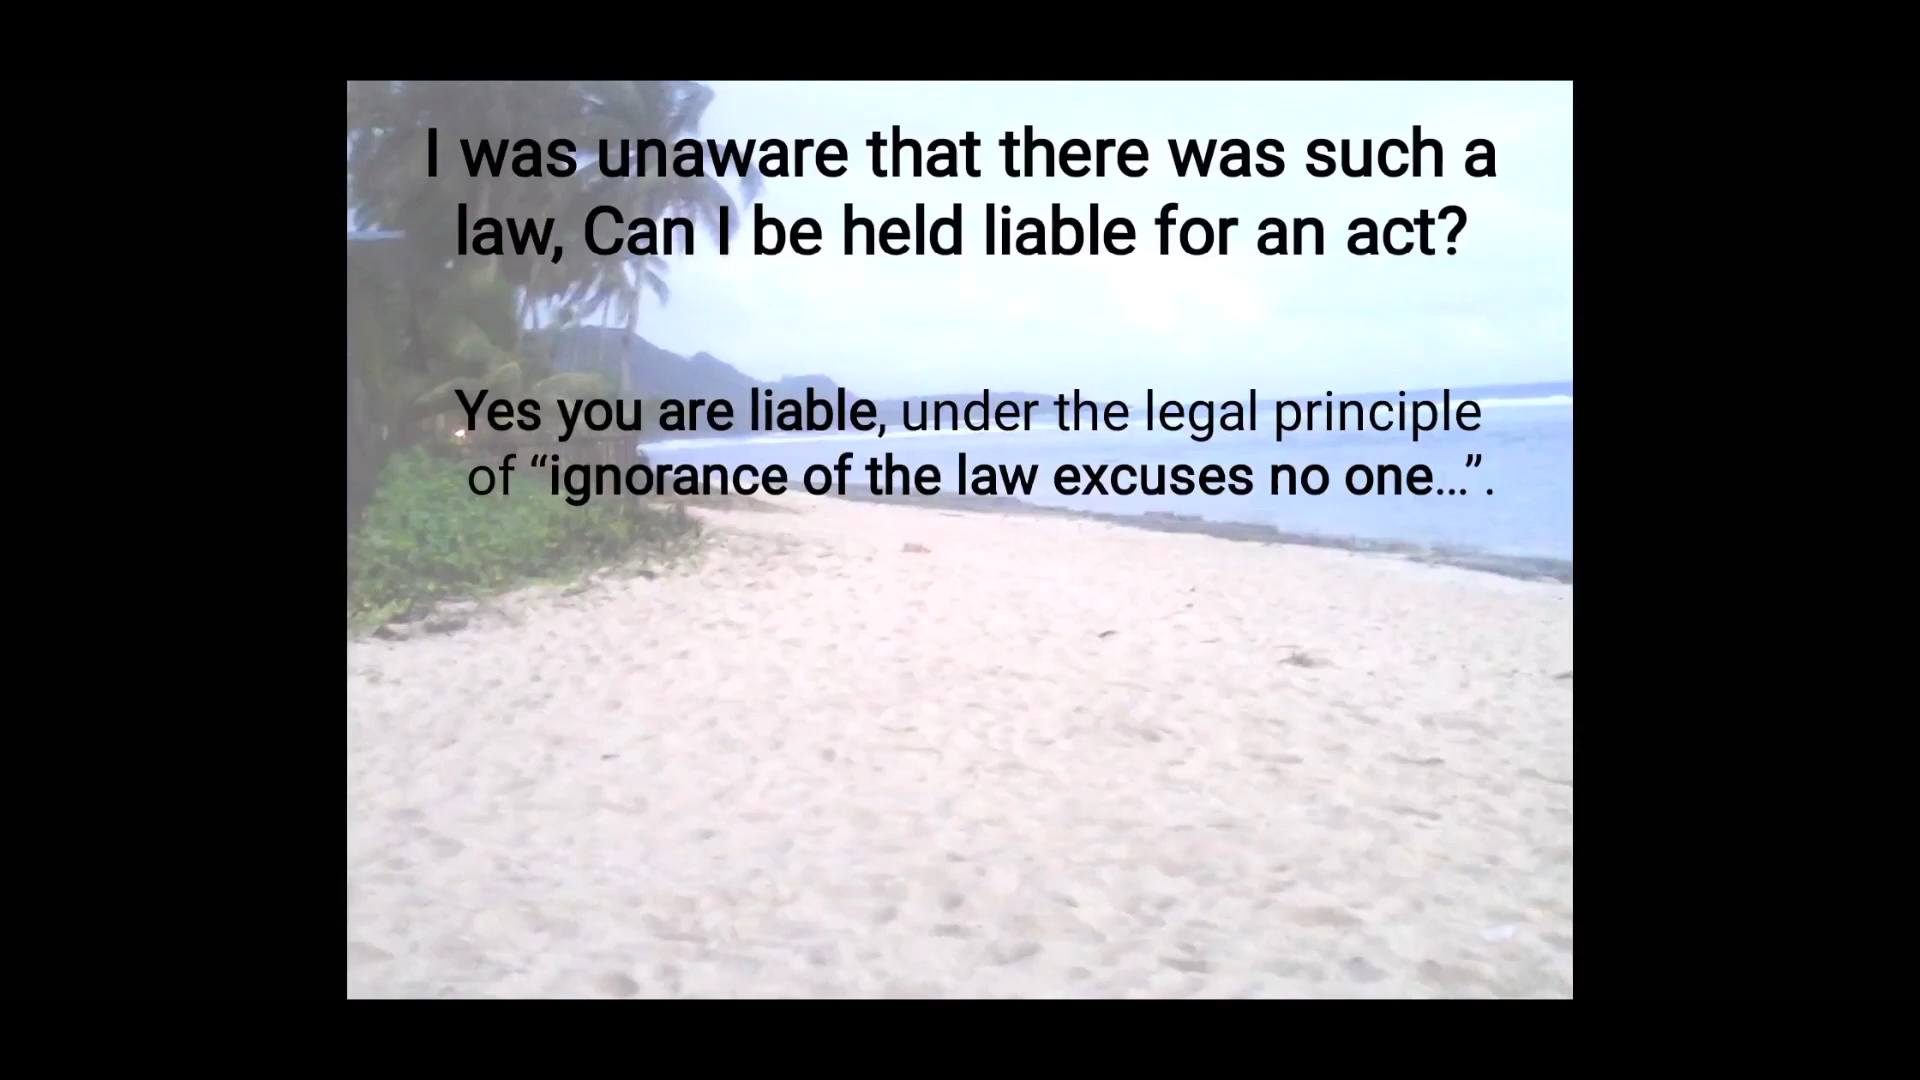 I was unaware that there was such a
law, Can I be held liable for an act?
Yes you are liable, under the legal principle
of “ignorance of the law excuses no one…”.